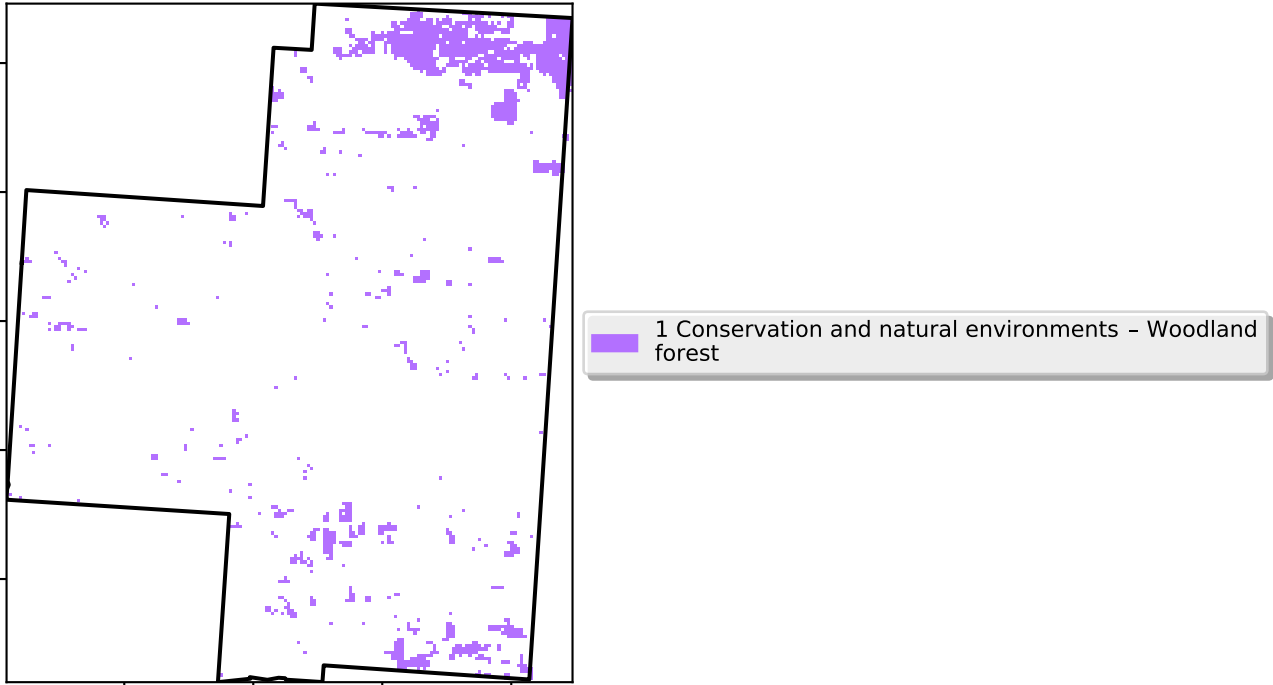 1 Conservation and natural environments – Woodland
forest